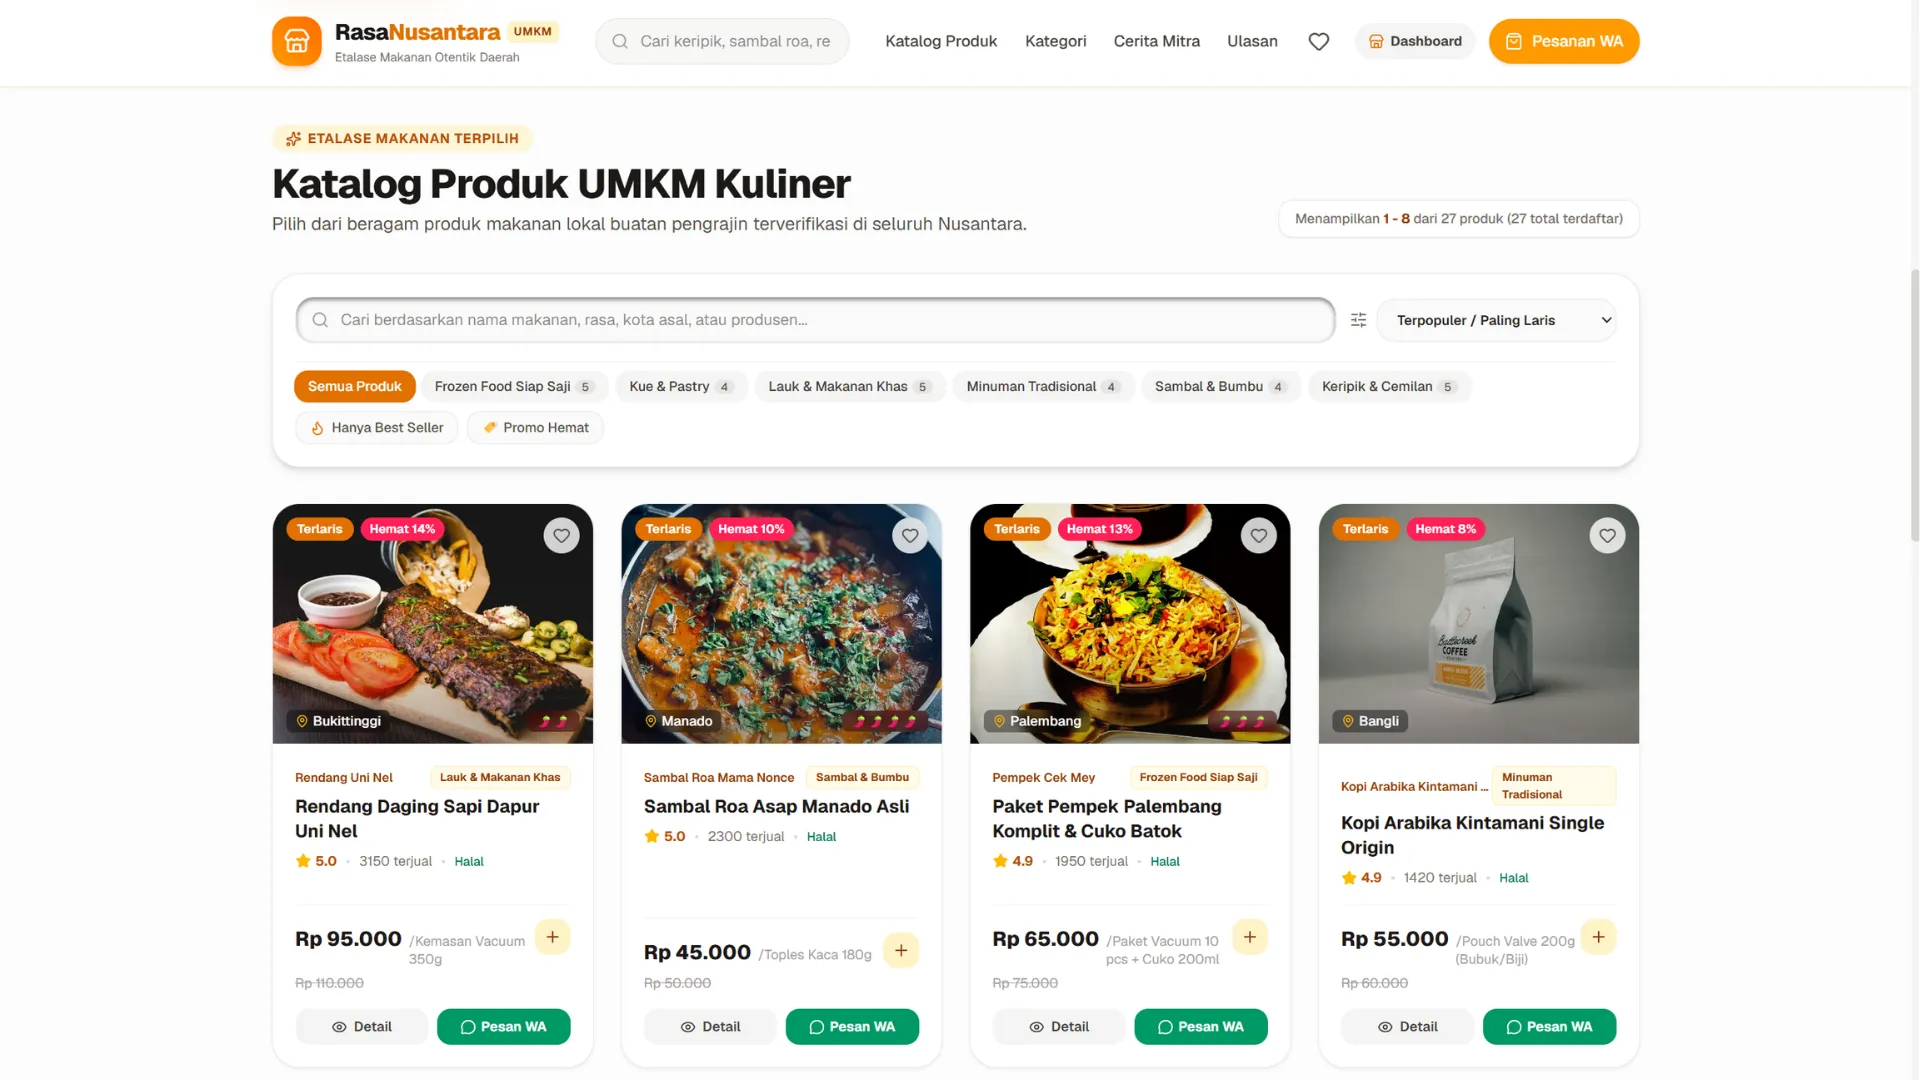 RasaNusantara UMKM
Etalase Makanan Otentik Daerah
Cari keripik, sambal roa, re
Katalog Produk
Kategori
Cerita Mitra
Ulasan
Dashboard
Pesanan WA
ETALASE MAKANAN TERPILIH
Katalog Produk UMKM Kuliner
Pilih dari beragam produk makanan lokal buatan pengrajin terverifikasi di seluruh Nusantara.
Menampilkan 1 - 8 dari 27 produk (27 total terdaftar)
Cari berdasarkan nama makanan, rasa, kota asal, atau produsen...
Terpopuler / Paling Laris
Semua Produk
Frozen Food Siap Saji 5
Kue & Pastry 4
Lauk & Makanan Khas 5
Minuman Tradisional 4
Sambal & Bumbu 4
Keripik & Cemilan 5
Hanya Best Seller
Promo Hemat
Terlaris
Hemat 14%
Bukittinggi
Rendang Uni Nel
Lauk & Makanan Khas
Rendang Daging Sapi Dapur
Uni Nel
5.0 • 3150 terjual • Halal
Rp 95.000 /Kemasan Vacuum
350g
+
Rp 110.000
Detail
Pesan WA
Terlaris
Hemat 10%
Manado
Sambal Roa Mama Nonce
Sambal & Bumbu
Sambal Roa Asap Manado Asli
5.0 • 2300 terjual • Halal
Rp 45.000 /Toples Kaca 180g
+
Rp 50.000
Detail
Pesan WA
Terlaris
Hemat 13%
Palembang
Pempek Cek Mey
Frozen Food Siap Saji
Paket Pempek Palembang
Komplit & Cuko Batok
4.9 • 1950 terjual • Halal
Rp 65.000 /Paket Vacuum 10
pcs + Cuko 200ml
+
Rp 75.000
Detail
Pesan WA
Terlaris
Hemat 8%
COFFEE
Bangli
Kopi Arabika Kintamani ...
Minuman
Tradisional
Kopi Arabika Kintamani Single
Origin
4.9 • 1420 terjual • Halal
Rp 55.000 /Pouch Valve 200g
(Bubuk/Biji)
+
Rp 60.000
Detail
Pesan WA